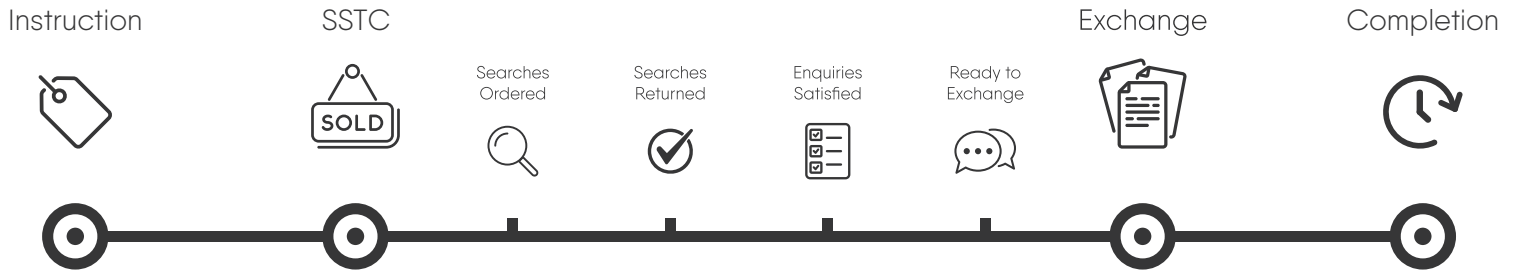 Instruction
SSTC
Exchange
Completion
Searches
Ordered
Searches
Returned
Enquiries
Satisfied
Ready to
Exchange
SOLD